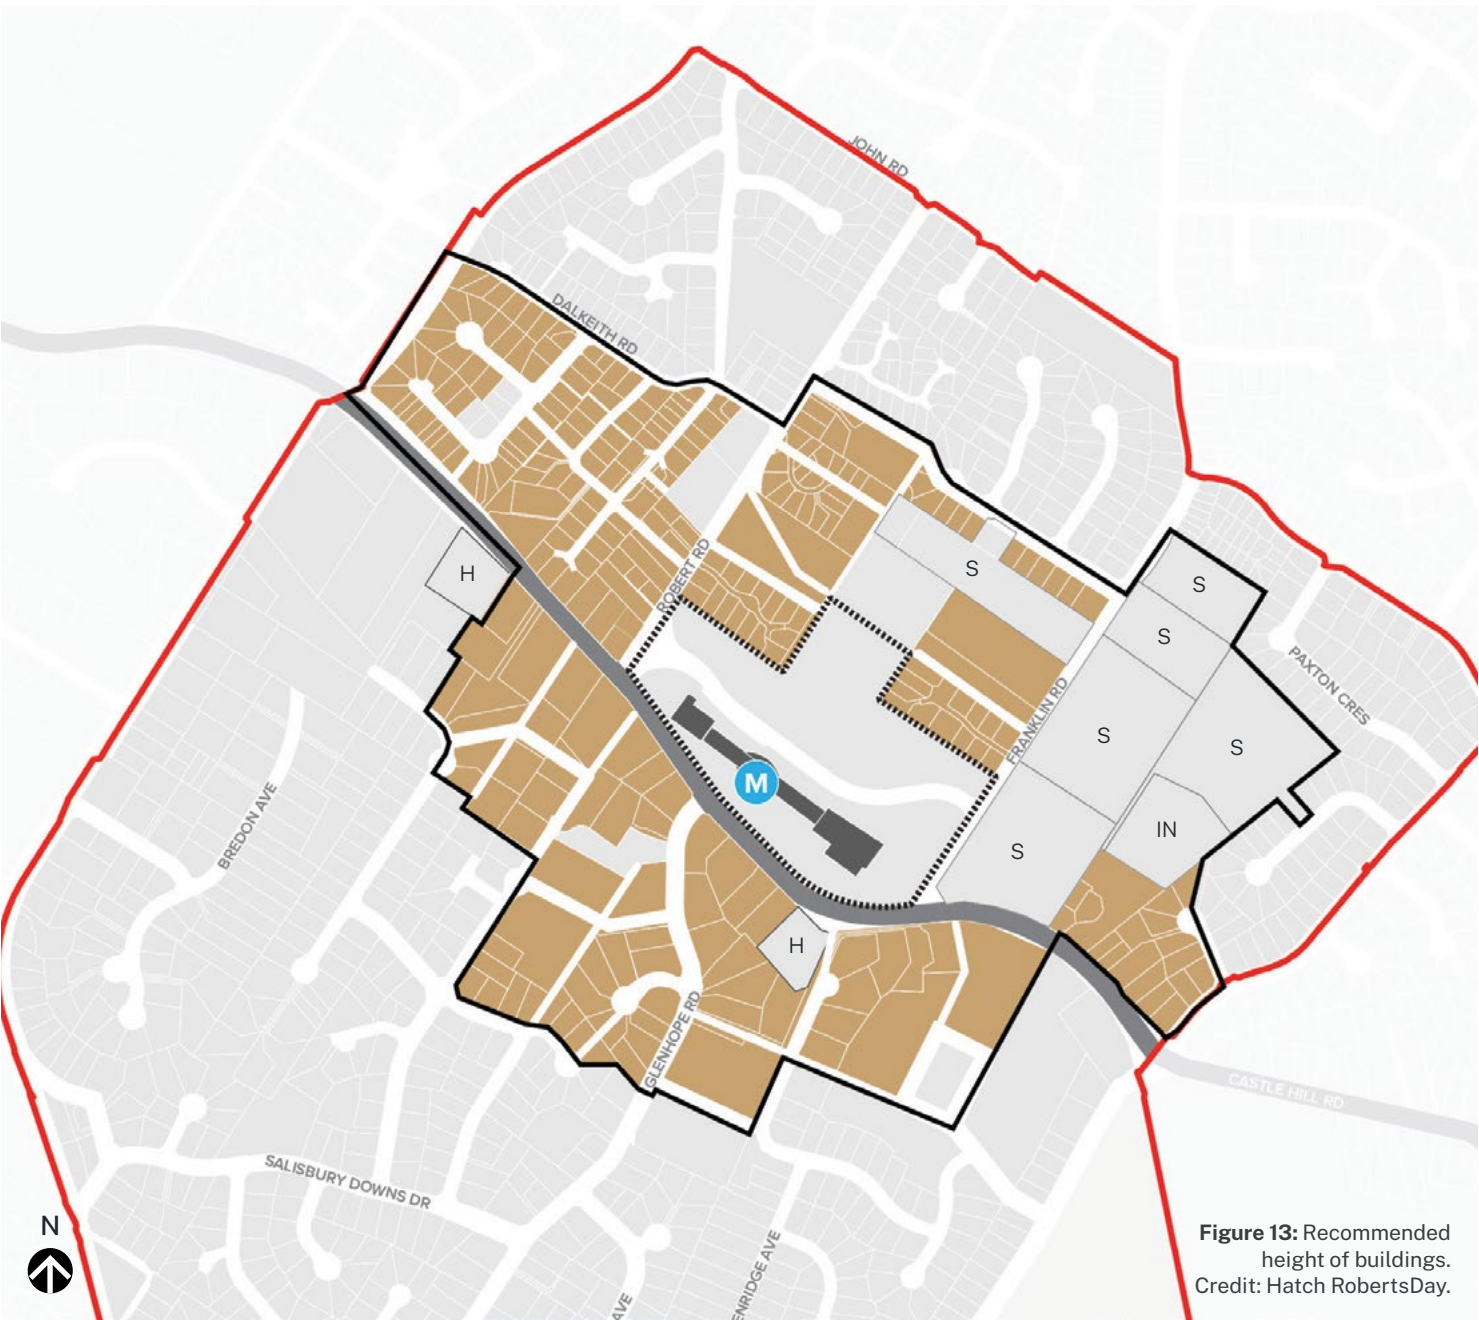 JOHN RD
DALKEITH RD
H
S
S
ROBERT RD
S
PAXTON CRES
FRANKLIN RD
S
S
M
BREDON AVE
IN
S
H
GLENHOPE RD
CASTLE HILL RD
SALISBURY DOWNS DR
N
Figure 13: Recommended
height of buildings.
Credit: Hatch RobertsDay.
ENRIDGE AVE
AVE